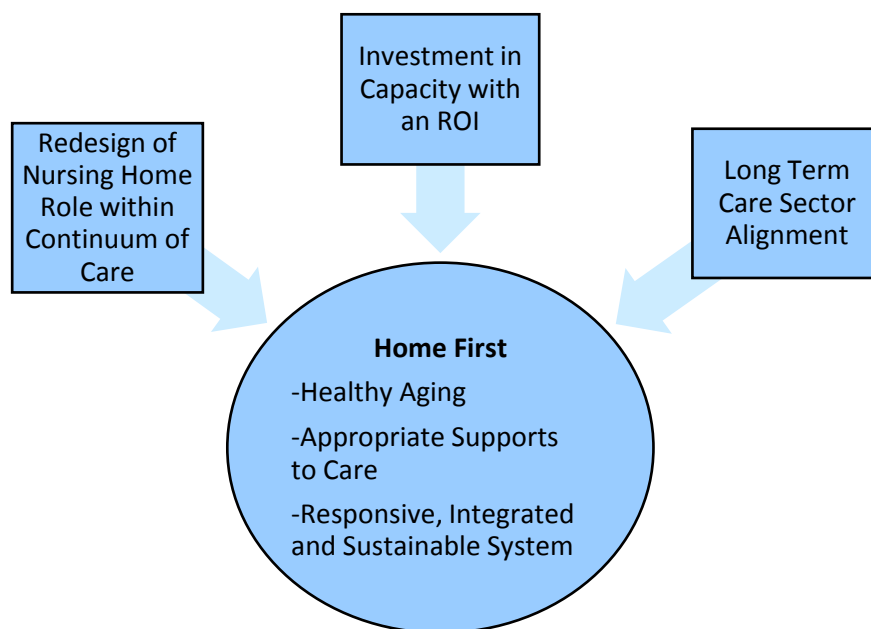 Investment in
Capacity with
an ROI
Redesign of
Nursing Home
Role within
Continuum of
Care
Long Term
Care Sector
Alignment
Home First
-Healthy Aging
-Appropriate Supports
to Care
-Responsive, Integrated
and Sustainable System